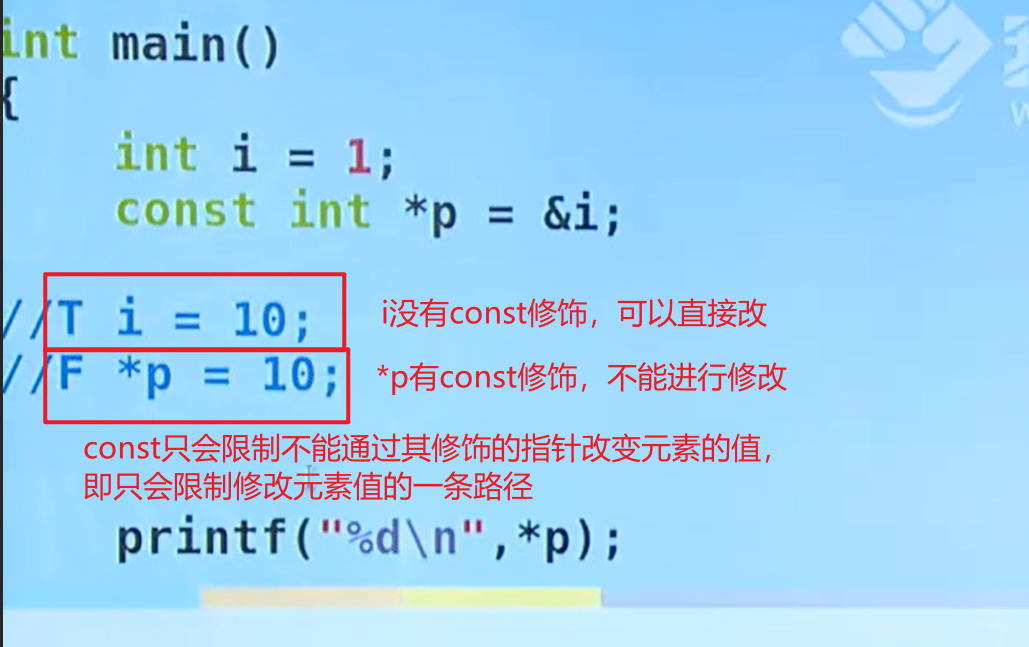 int main()
{
int i = 1;
const int *p = &i;
//T i = 10; i没有const修饰，可以直接改
//F *p = 10; *p有const修饰，不能进行修改
const只会限制不能通过其修饰的指针改变元素的值，
即只会限制修改元素值的一条路径
printf("%d\n",*p);